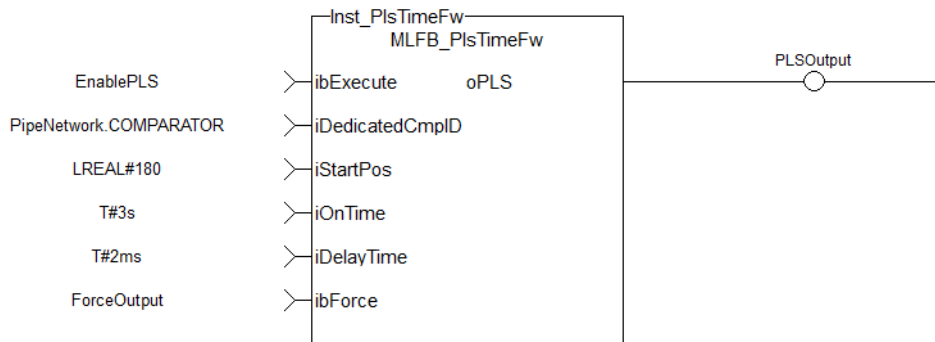 Inst_PlsTimeFw
MLFB_PlsTimeFw
EnablePLS ibExecute oPLS PLSOutput
PipeNetwork.COMPARATOR iDedicatedCmpID
LREAL#180 iStartPos
T#3s iOnTime
T#2ms iDelayTime
ForceOutput ibForce